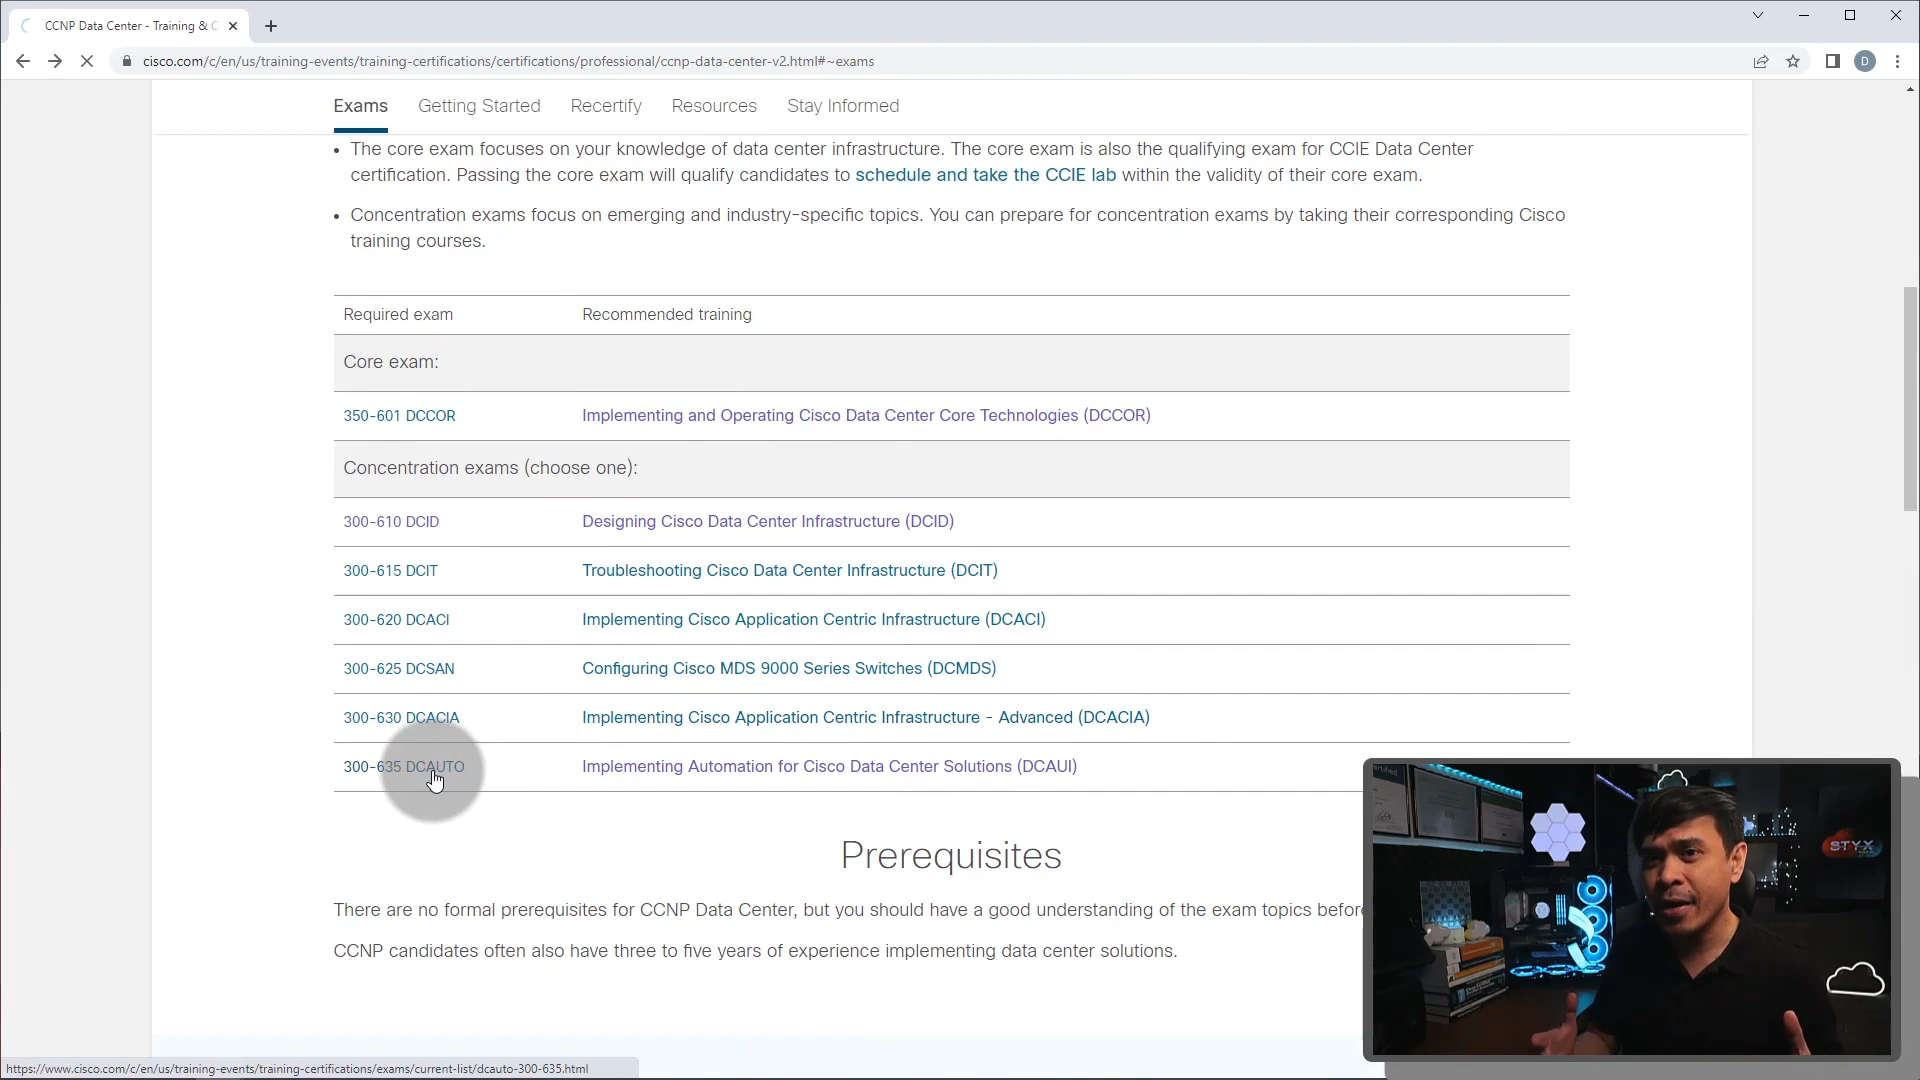 CCNP Data Center - Training & C
cisco.com/c/en/us/training-events/training-certifications/certifications/professional/ccnp-data-center-v2.html#~exams
D
Exams Getting Started Recertify Resources Stay Informed
• The core exam focuses on your knowledge of data center infrastructure. The core exam is also the qualifying exam for CCIE Data Center
certification. Passing the core exam will qualify candidates to schedule and take the CCIE lab within the validity of their core exam.
• Concentration exams focus on emerging and industry-specific topics. You can prepare for concentration exams by taking their corresponding Cisco
training courses.
Required exam Recommended training
Core exam:
350-601 DCCOR Implementing and Operating Cisco Data Center Core Technologies (DCCOR)
Concentration exams (choose one):
300-610 DCID Designing Cisco Data Center Infrastructure (DCID)
300-615 DCIT Troubleshooting Cisco Data Center Infrastructure (DCIT)
300-620 DCACI Implementing Cisco Application Centric Infrastructure (DCACI)
300-625 DCSAN Configuring Cisco MDS 9000 Series Switches (DCMDS)
300-630 DCACIA Implementing Cisco Application Centric Infrastructure - Advanced (DCACIA)
300-635 DCAUTO Implementing Automation for Cisco Data Center Solutions (DCAUI)
Prerequisites
There are no formal prerequisites for CCNP Data Center, but you should have a good understanding of the exam topics before
CCNP candidates often also have three to five years of experience implementing data center solutions.
STYX
https://www.cisco.com/c/en/us/training-events/training-certifications/exams/current-list/dcauto-300-635.html